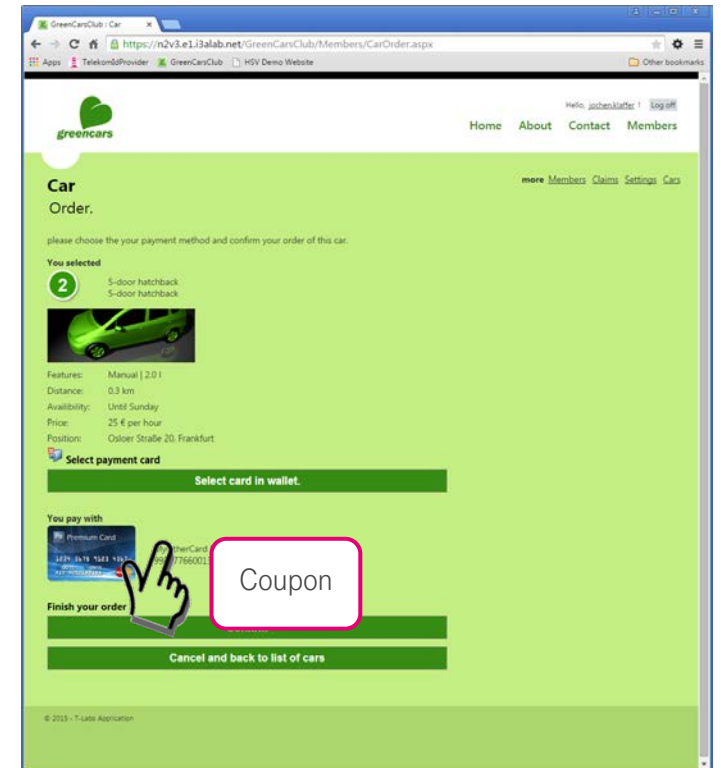 GreenCarsClub : Car
https://n2v3.e1.i3alab.net/GreenCarsClub/Members/CarOrder.aspx
Apps TelekomIdProvider GreenCarsClub HSV Demo Website Other bookmarks
Hello, jochen.klaffer ! Log off
greencars
Home About Contact Members
Car
more Members Claims Settings Cars
Order.
please choose the your payment method and confirm your order of this car.
You selected
2
5-door hatchback
5-door hatchback
Features: Manual | 2.0 l
Distance: 0,3 km
Availibility: Until Sunday
Price: 25 € per hour
Position: Osloer Straße 20, Frankfurt
Select payment card
Select card in wallet.
You pay with
Premium Card
Coupon
Finish your order
Cancel and back to list of cars
© 2015 - T-Labs Application